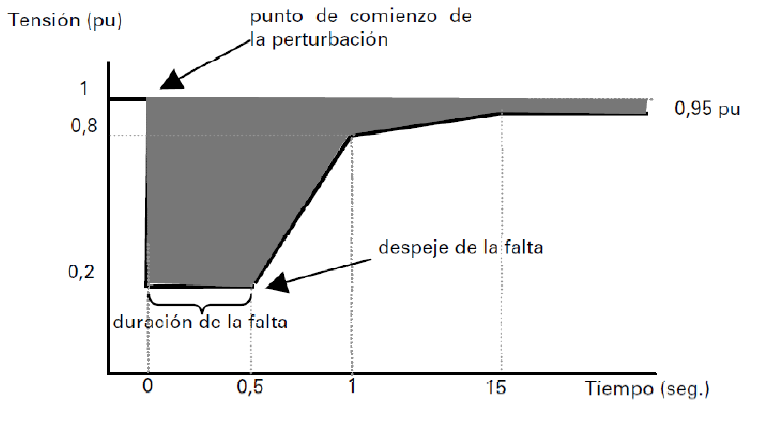 Tensión (pu)
punto de comienzo de
la perturbación
1
0,8
0,95 pu
despeje de la falta
0,2
duración de la falta
0
0,5
1
15
Tiempo (seg.)